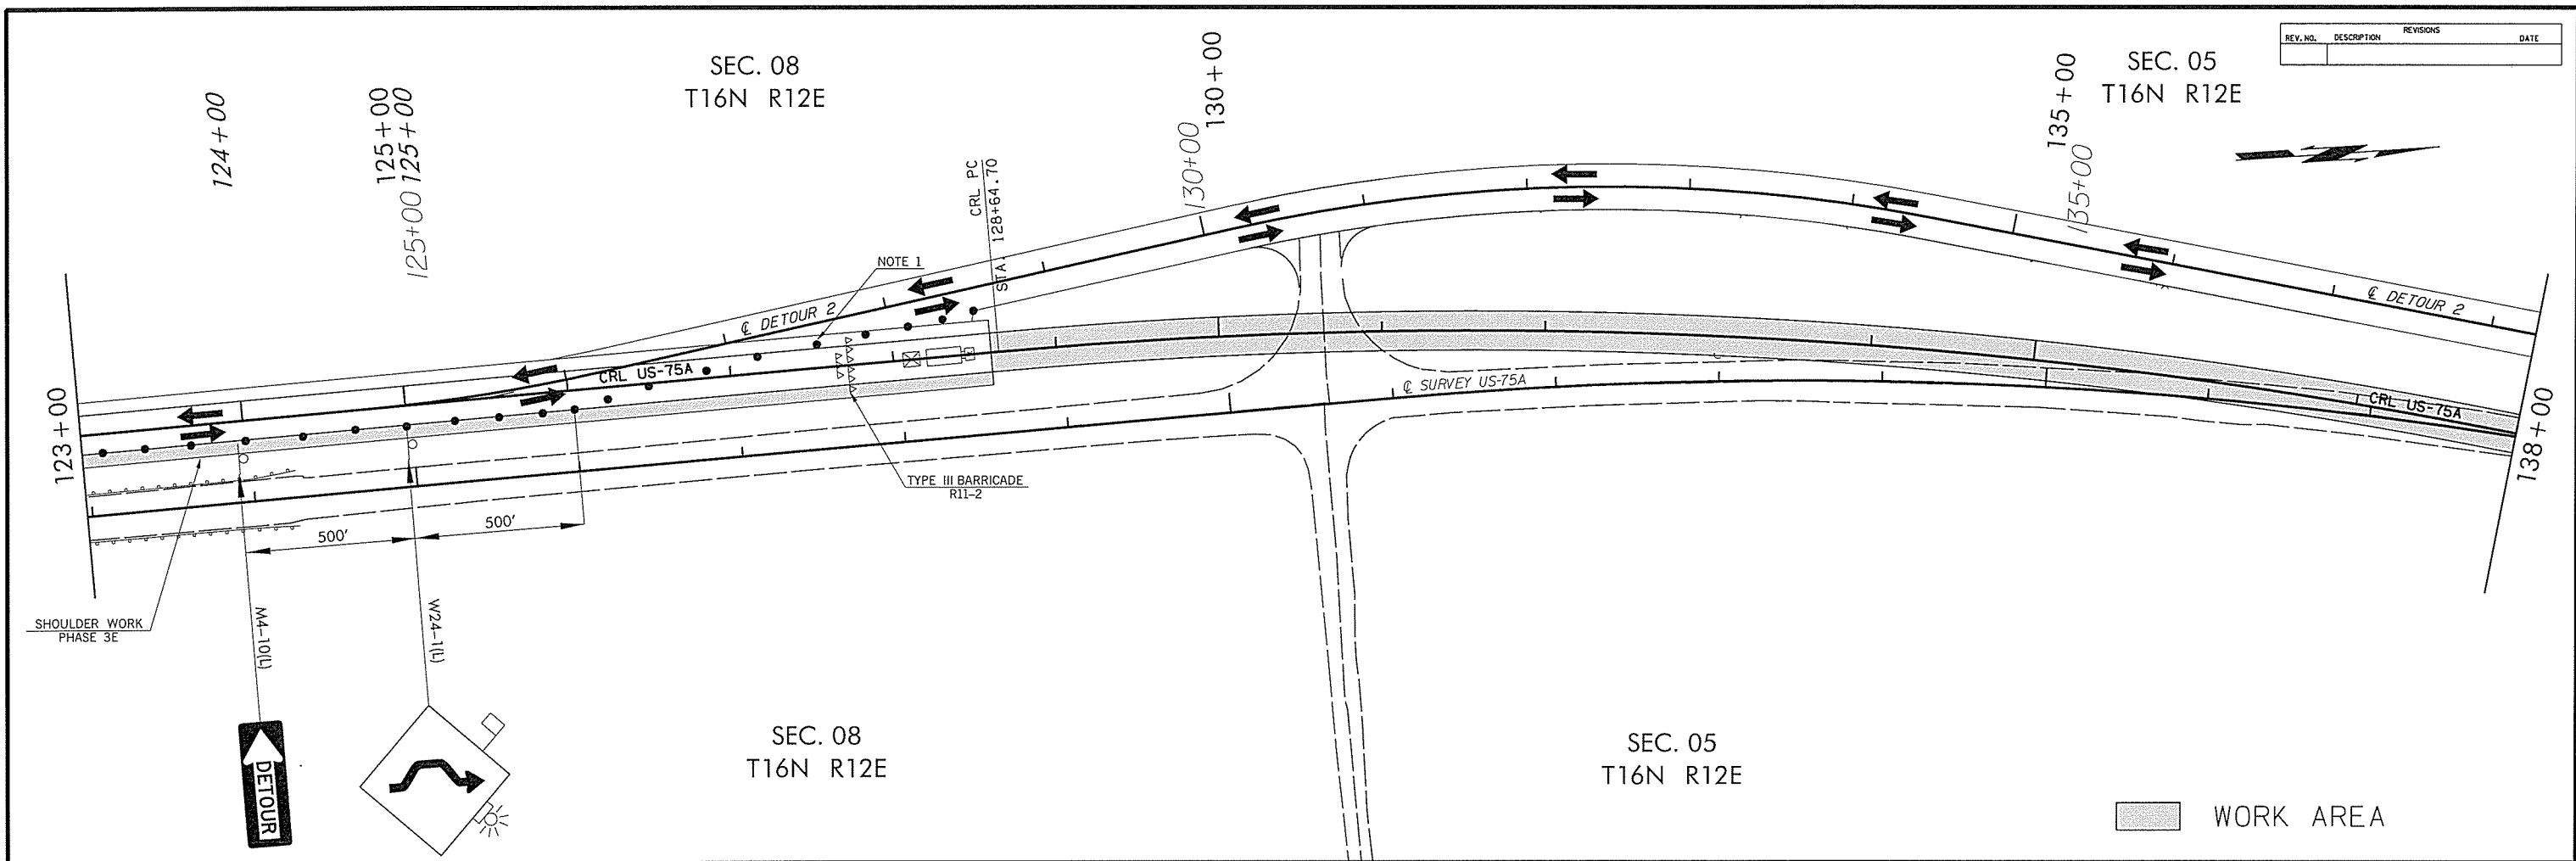 REVISIONS
REV. NO. DESCRIPTION DATE
SEC. 08
T16N R12E
SEC. 05
T16N R12E
124+00
125+00
125+00
125+00
130+00
130+00
135+00
135+00
CRL PC
STA. 128+64.70
NOTE 1
℄ DETOUR 2
℄ DETOUR 2
CRL US-75A
℄ SURVEY US-75A
CRL US-75A
123+00
138+00
TYPE III BARRICADE
R11-2
500'
500'
SHOULDER WORK
PHASE 3E
M4-10(L)
W24-1(L)
DETOUR
SEC. 08
T16N R12E
SEC. 05
T16N R12E
WORK AREA